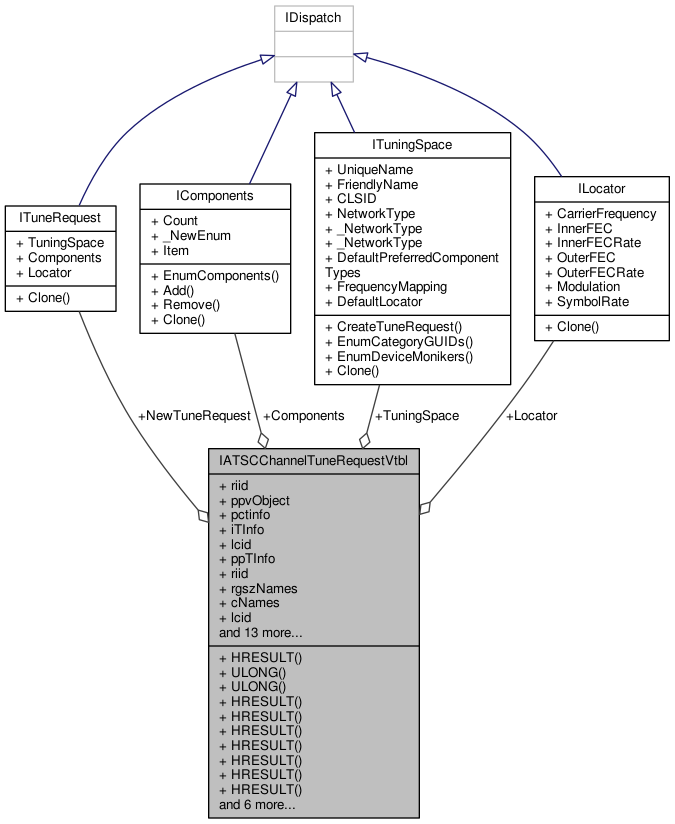 IDispatch
ITuneRequest
+ TuningSpace
+ Components
+ Locator
+ Clone()
IComponents
+ Count
+ _NewEnum
+ Item
+ EnumComponents()
+ Add()
+ Remove()
+ Clone()
ITuningSpace
+ UniqueName
+ FriendlyName
+ CLSID
+ NetworkType
+ _NetworkType
+ _NetworkType
+ DefaultPreferredComponent
Types
+ FrequencyMapping
+ DefaultLocator
+ CreateTuneRequest()
+ EnumCategoryGUIDs()
+ EnumDeviceMonikers()
+ Clone()
ILocator
+ CarrierFrequency
+ InnerFEC
+ InnerFECRate
+ OuterFEC
+ OuterFECRate
+ Modulation
+ SymbolRate
+ Clone()
+NewTuneRequest
+Components
+TuningSpace
+Locator
IATSCChannelTuneRequestVtbl
+ riid
+ ppvObject
+ pctinfo
+ iTInfo
+ lcid
+ ppTInfo
+ riid
+ rgszNames
+ cNames
+ lcid
and 13 more...
+ HRESULT()
+ ULONG()
+ ULONG()
+ HRESULT()
+ HRESULT()
+ HRESULT()
+ HRESULT()
+ HRESULT()
+ HRESULT()
+ HRESULT()
and 6 more...